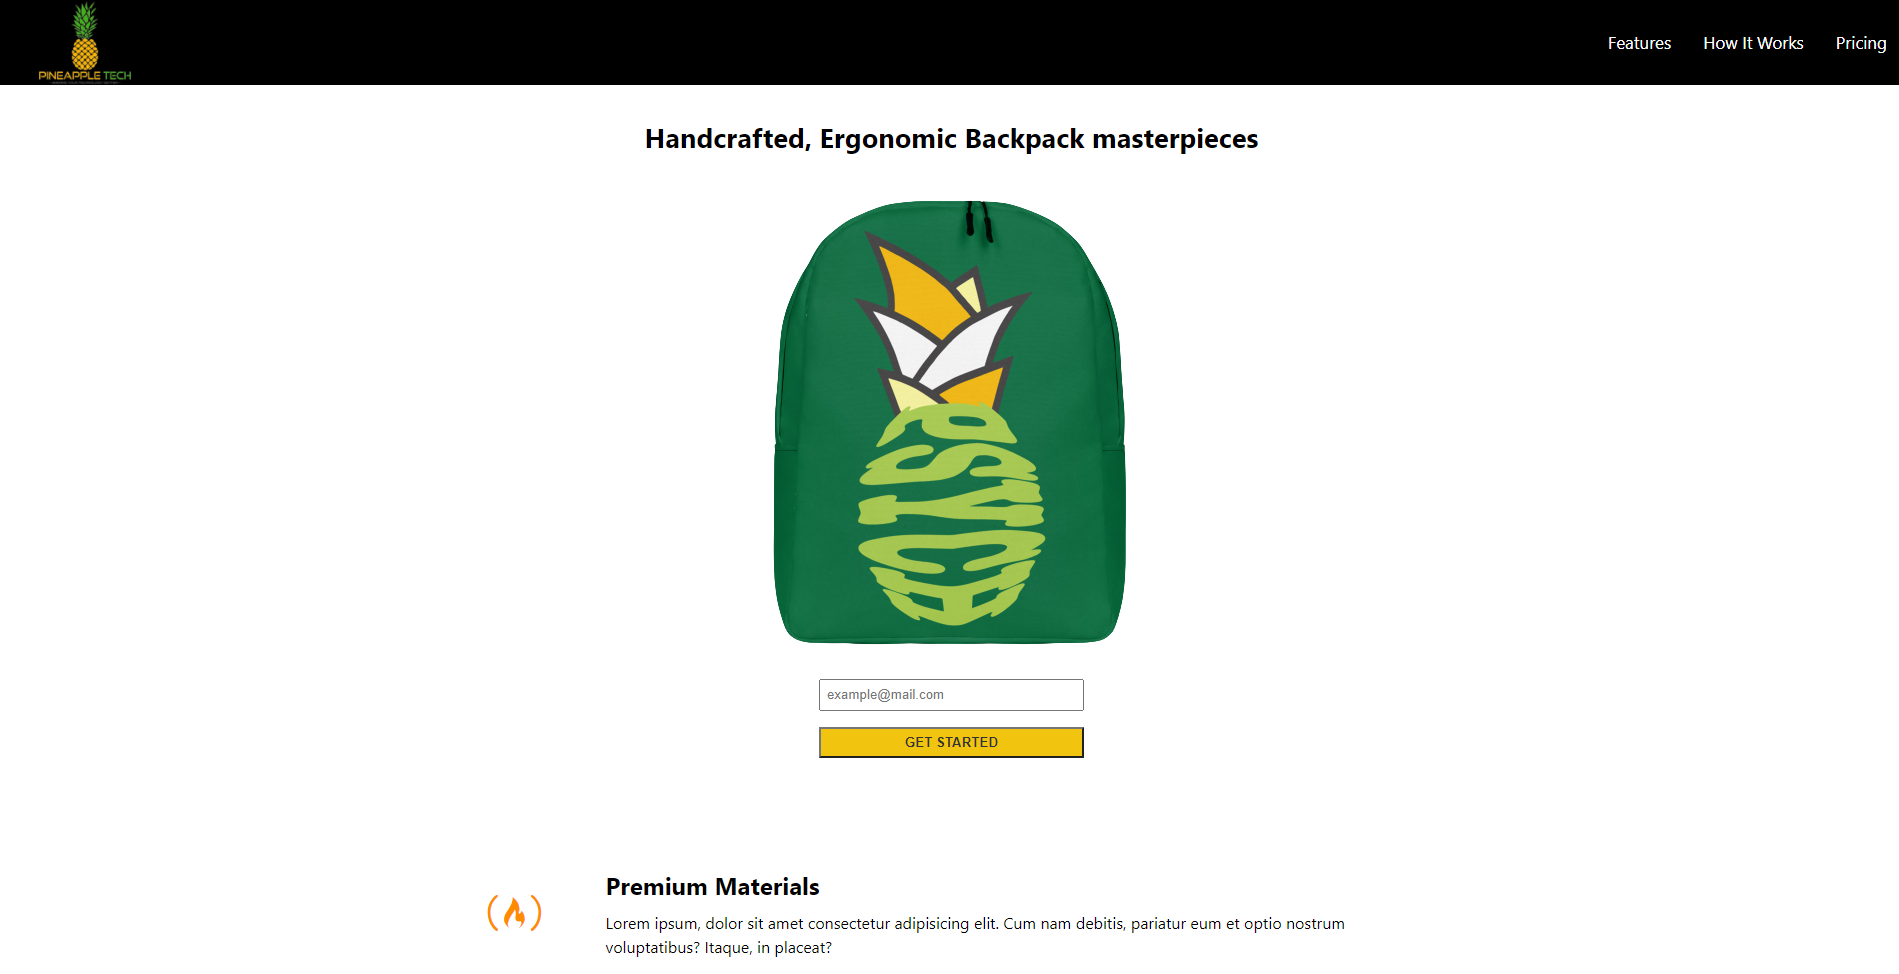 PINEAPPLE TECH
Features
How It Works
Pricing
Handcrafted, Ergonomic Backpack masterpieces
PSYCH
example@mail.com
GET STARTED
Premium Materials
Lorem ipsum, dolor sit amet consectetur adipisicing elit. Cum nam debitis, pariatur eum et optio nostrum
voluptatibus? Itaque, in placeat?